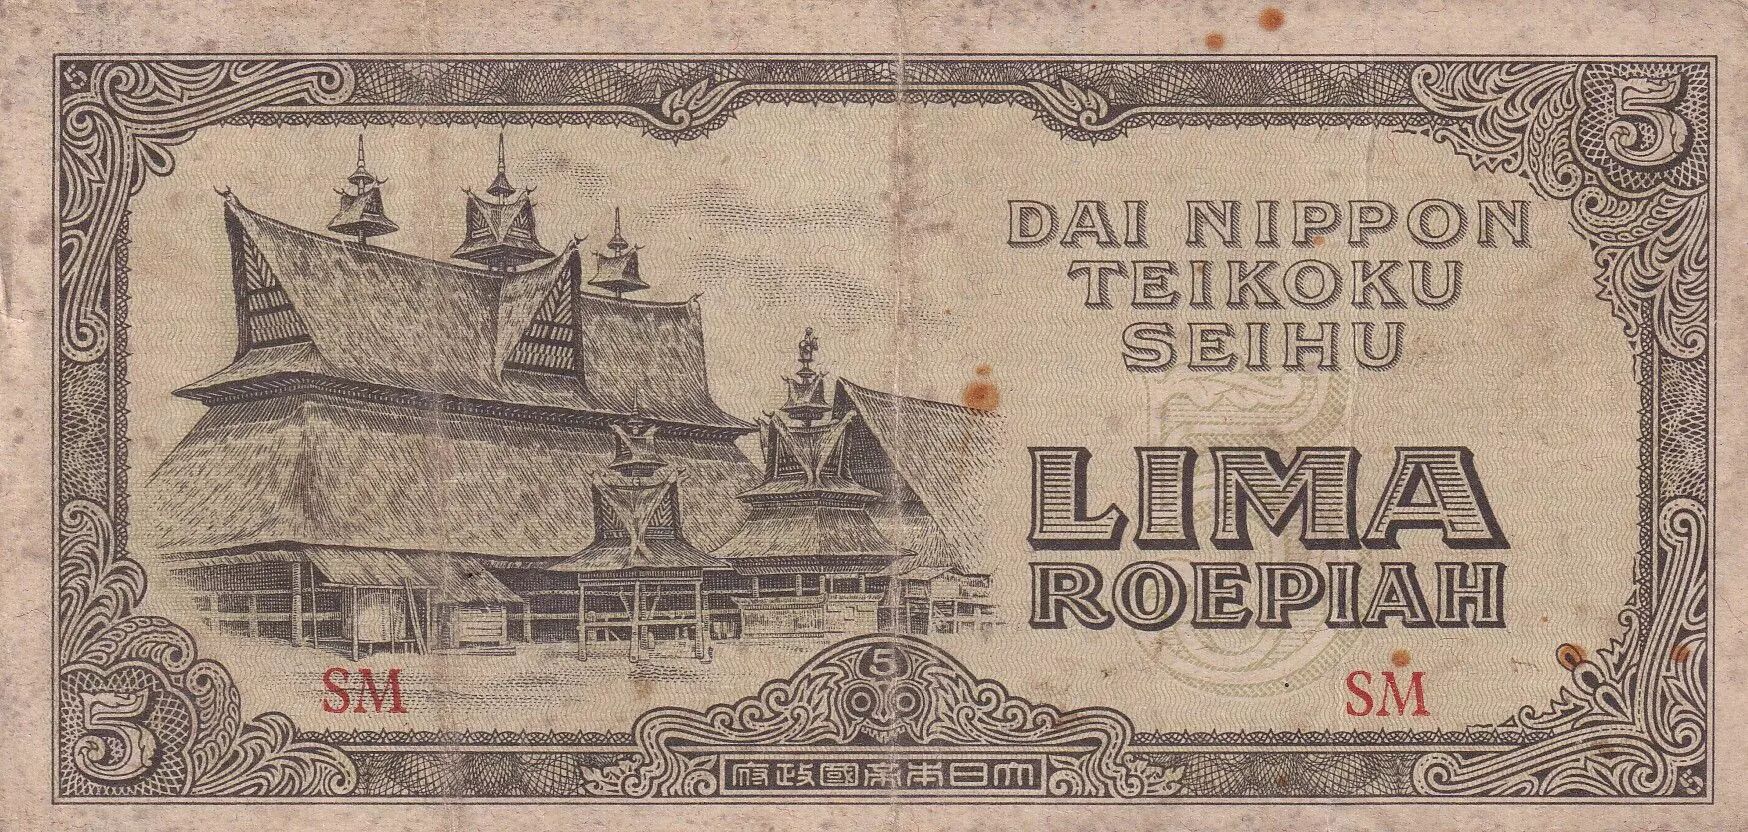 5
DAI NIPPON
TEIKOKU
SEIHU
5
LIMA
ROEPIAH
SM
SM
5
5
大日本帝國政府